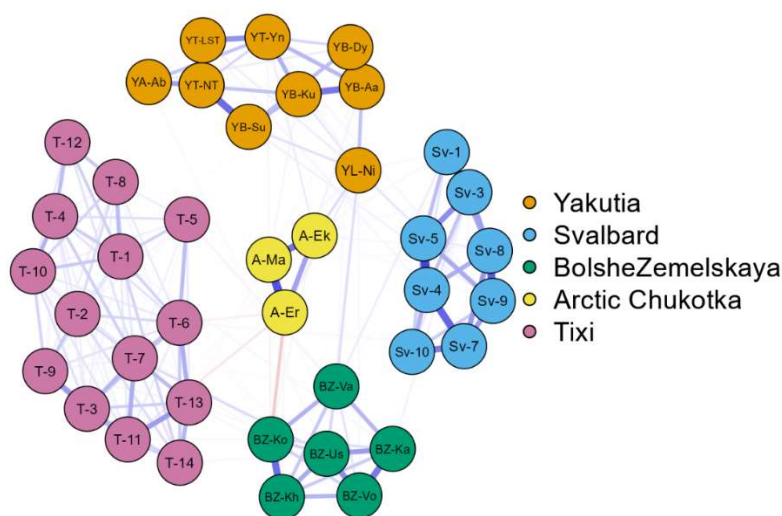 YT-LST
YT-Yn
YB-Dy
YA-Ab
YT-NT
YB-Ku
YB-Aa
YB-Su
YL-Ni
T-12
T-8
T-4
T-5
T-1
T-10
T-2
T-6
T-7
T-9
T-3
T-13
T-11
T-14
A-Ek
A-Ma
A-Er
Sv-1
Sv-3
Sv-5
Sv-8
Sv-4
Sv-9
Sv-10
Sv-7
BZ-Va
BZ-Ko
BZ-Us
BZ-Ka
BZ-Kh
BZ-Vo
Yakutia
Svalbard
BolsheZemelskaya
Arctic Chukotka
Tixi